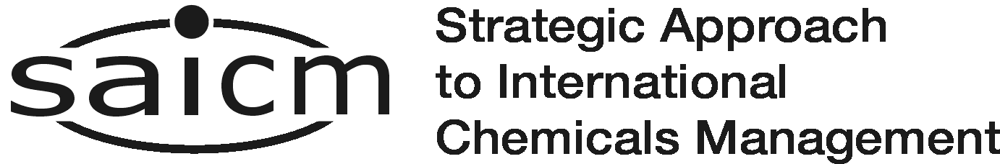 saicm
Strategic Approach
to International
Chemicals Management